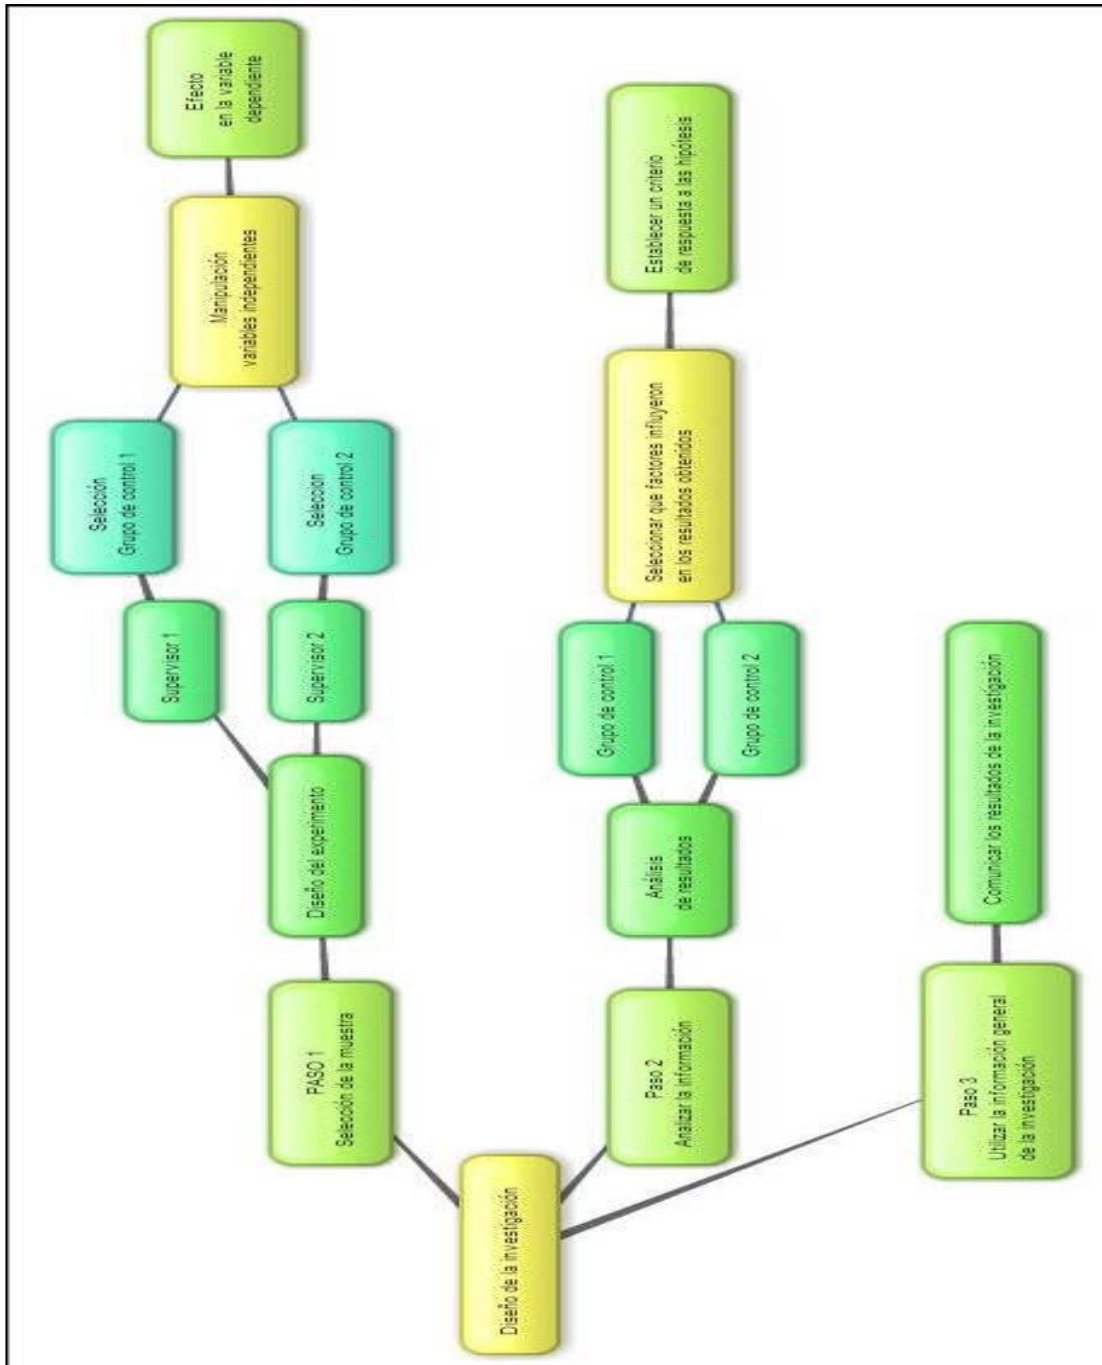 Diseño de la investigación
PASO 1
Selección de la muestra
Diseño del experimento
Supervisor 1
Supervisor 2
Selección
Grupo de control 1
Selección
Grupo de control 2
Manipulación
variables independientes
Efecto
en la variable
dependiente
Paso 2
Analizar la información
Análisis
de resultados
Grupo de control 1
Grupo de control 2
Seleccionar que factores influyeron
en los resultados obtenidos
Establecer un criterio
de respuesta a las hipótesis
Paso 3
Utilizar la información general
de la investigación
Comunicar los resultados de la investigación